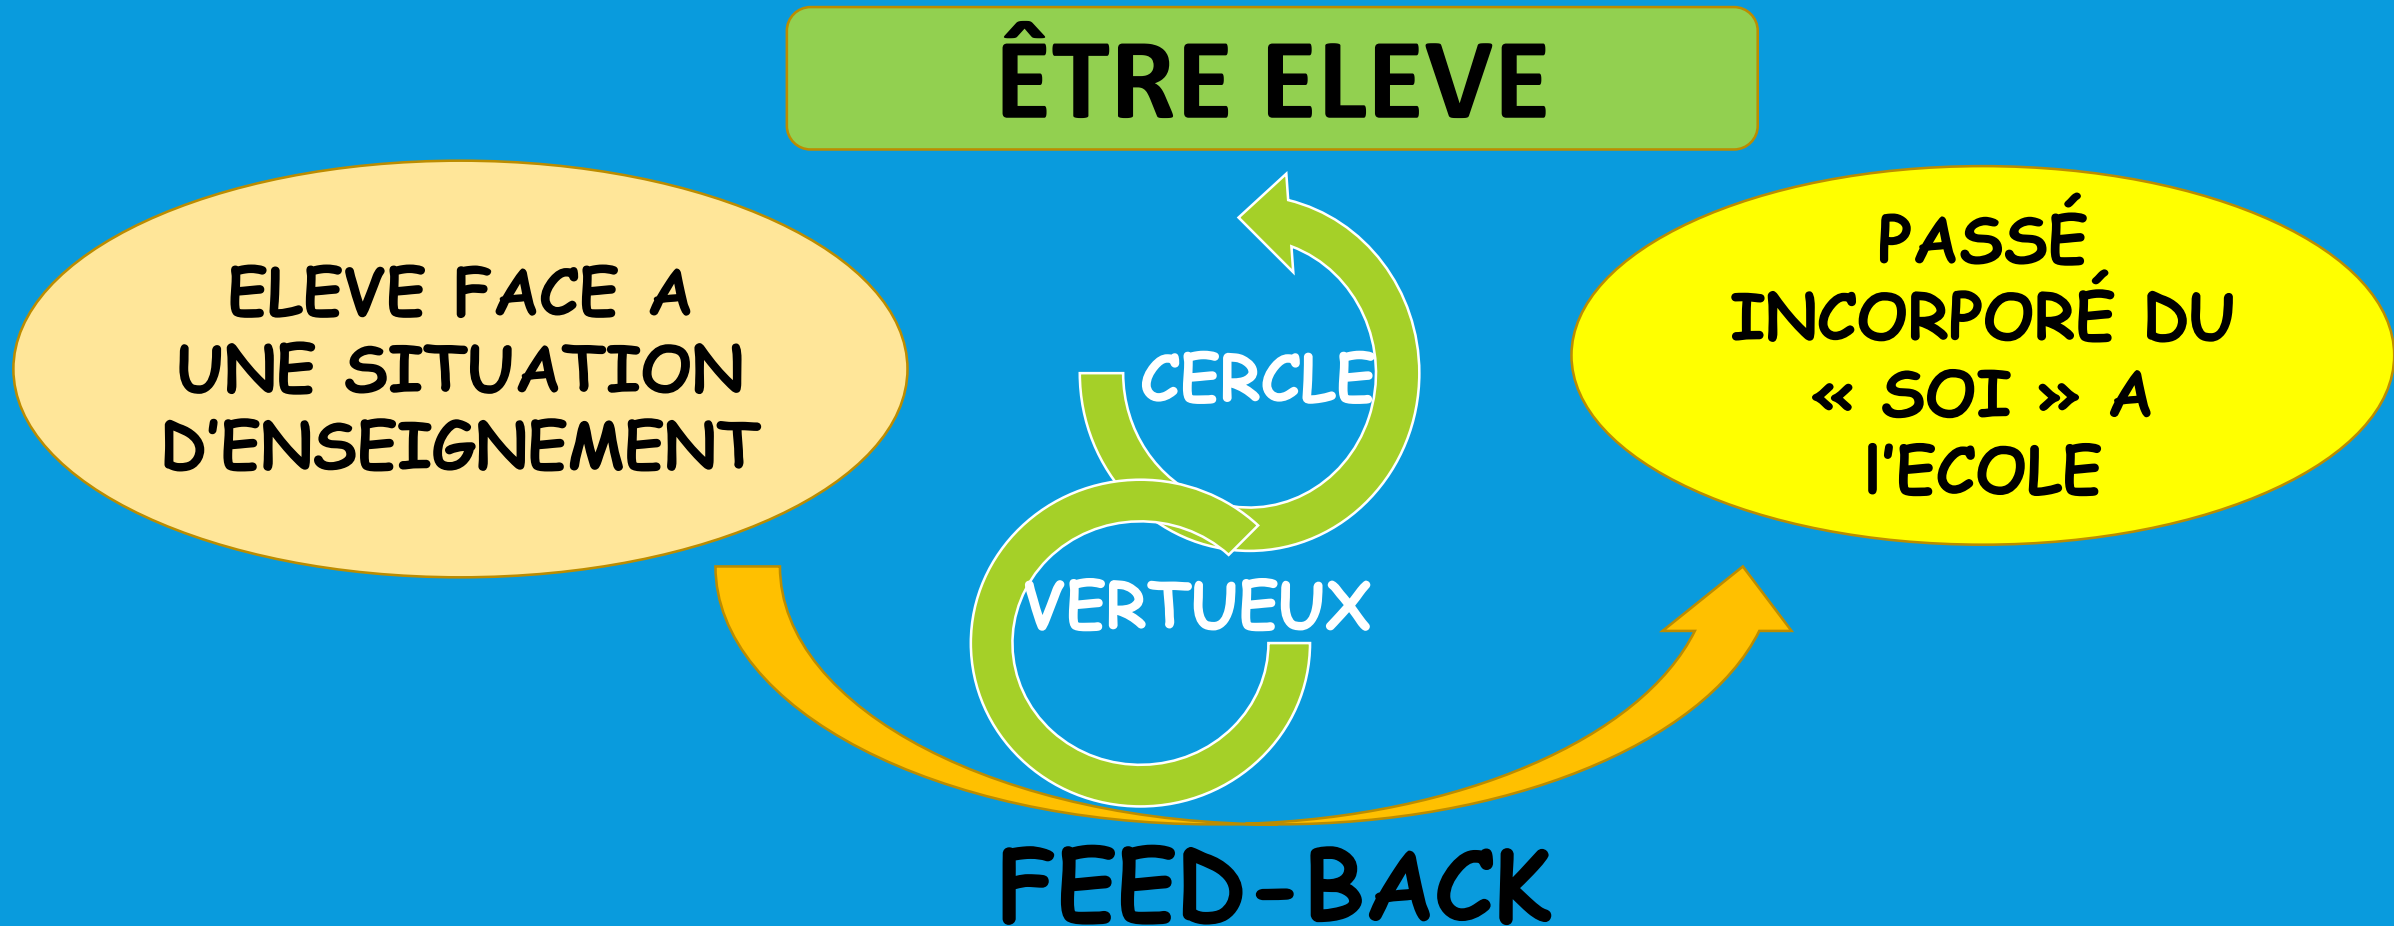 ÊTRE ELEVE
ELEVE FACE A
UNE SITUATION
D'ENSEIGNEMENT
CERCLE
VERTUEUX
PASSÉ
INCORPORÉ DU
« SOI » A
l'ECOLE
FEED-BACK